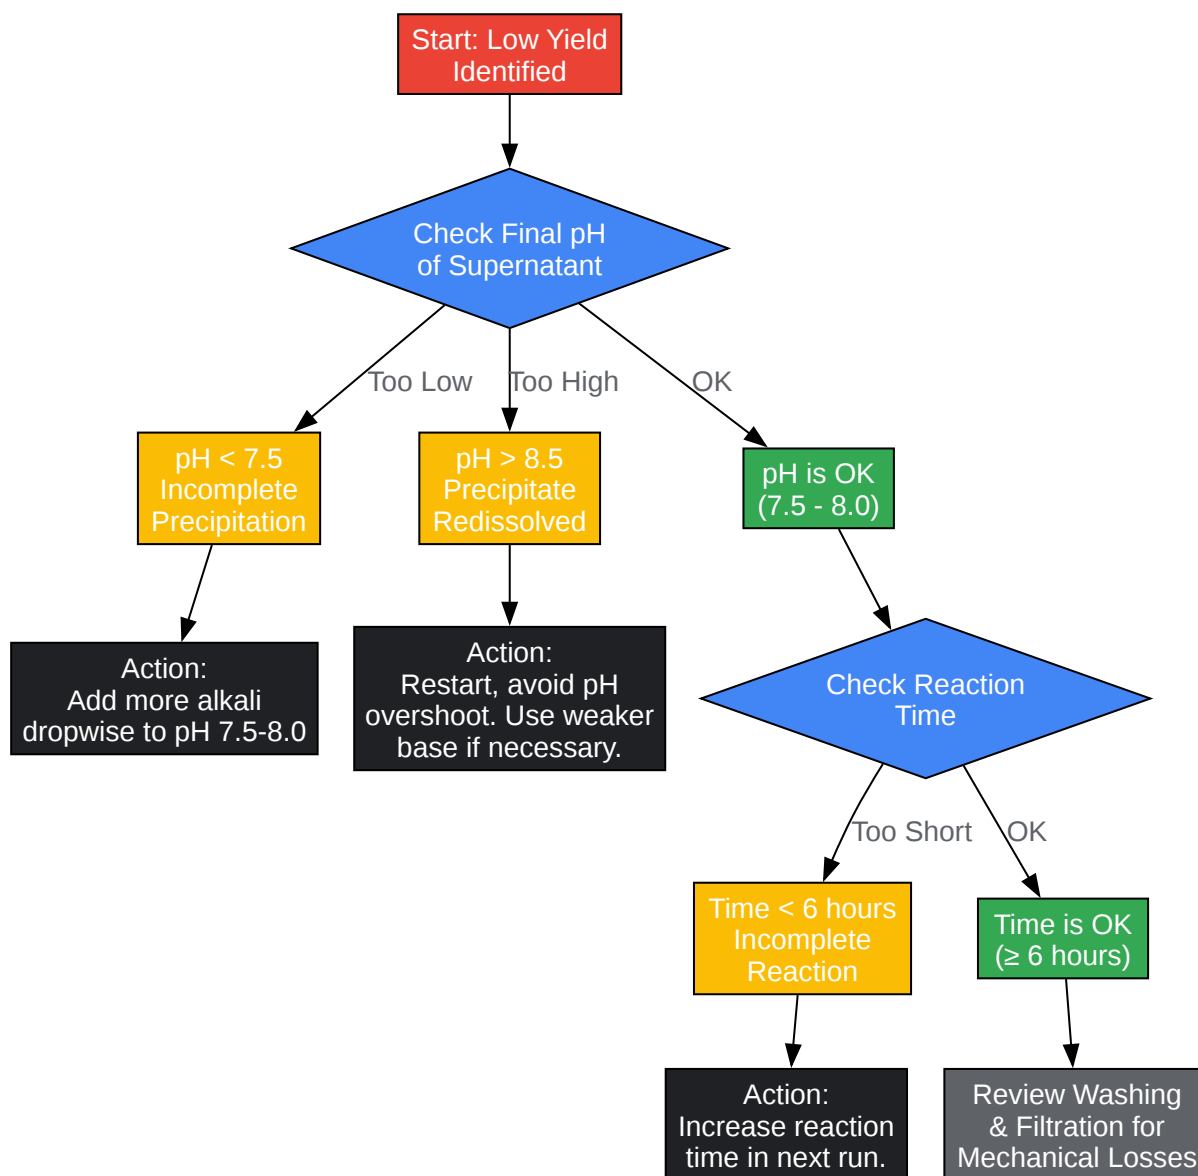 Start: Low Yield
Identified
Check Final pH
of Supernatant
Too Low
Too High
OK
pH < 7.5
Incomplete
Precipitation
pH > 8.5
Precipitate
Redissolved
pH is OK
(7.5 - 8.0)
Action:
Add more alkali
dropwise to pH 7.5-8.0
Action:
Restart, avoid pH
overshoot. Use weaker
base if necessary.
Check Reaction
Time
Too Short
OK
Time < 6 hours
Incomplete
Reaction
Time is OK
(≥ 6 hours)
Action:
Increase reaction
time in next run.
Review Washing
& Filtration for
Mechanical Losses